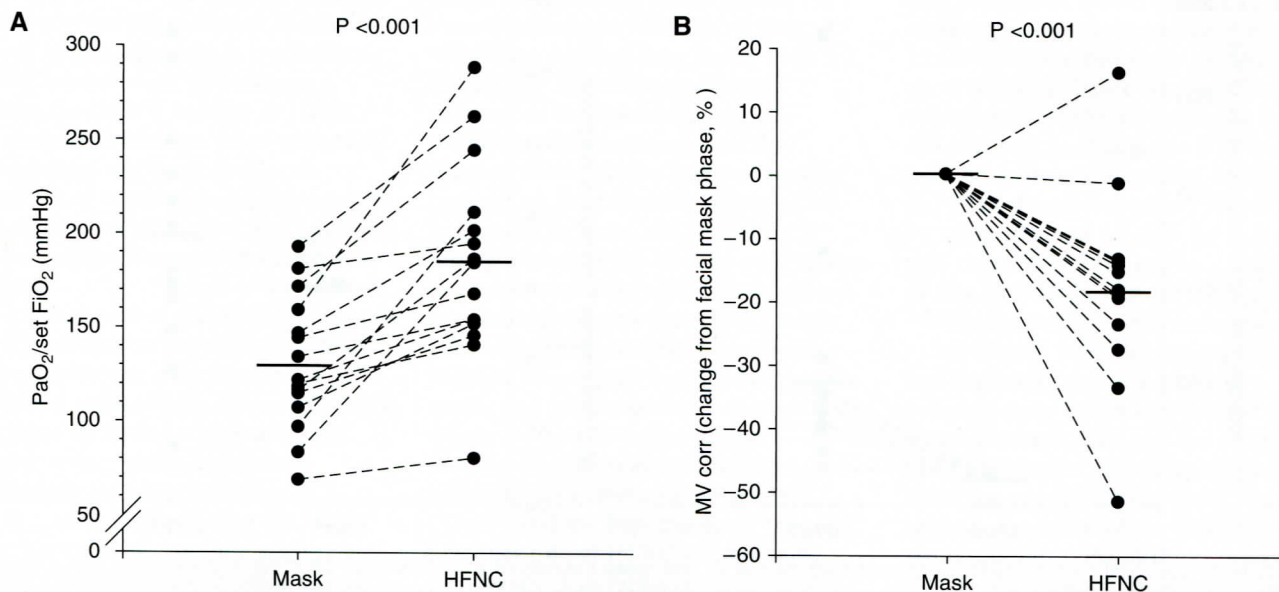 A
P <0.001
PaO₂/set FiO₂ (mmHg)
300
250
200
150
100
50
0
Mask HFNC
B
P <0.001
MV corr (change from facial mask phase, %)
20
10
0
−10
−20
−30
−40
−50
−60
Mask HFNC